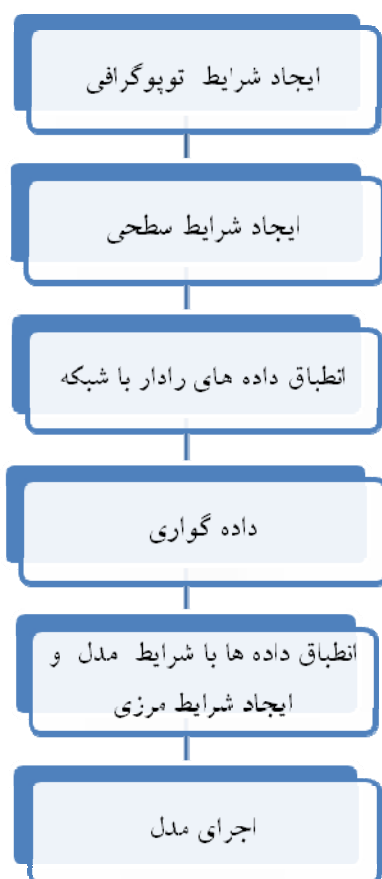 ایجاد شرایط توپوگرافی
ایجاد شرایط سطحی
انطباق داده های رادار با شبکه
داده گواری
انطباق داده ها با شرایط مدل و
ایجاد شرایط مرزی
اجرای مدل